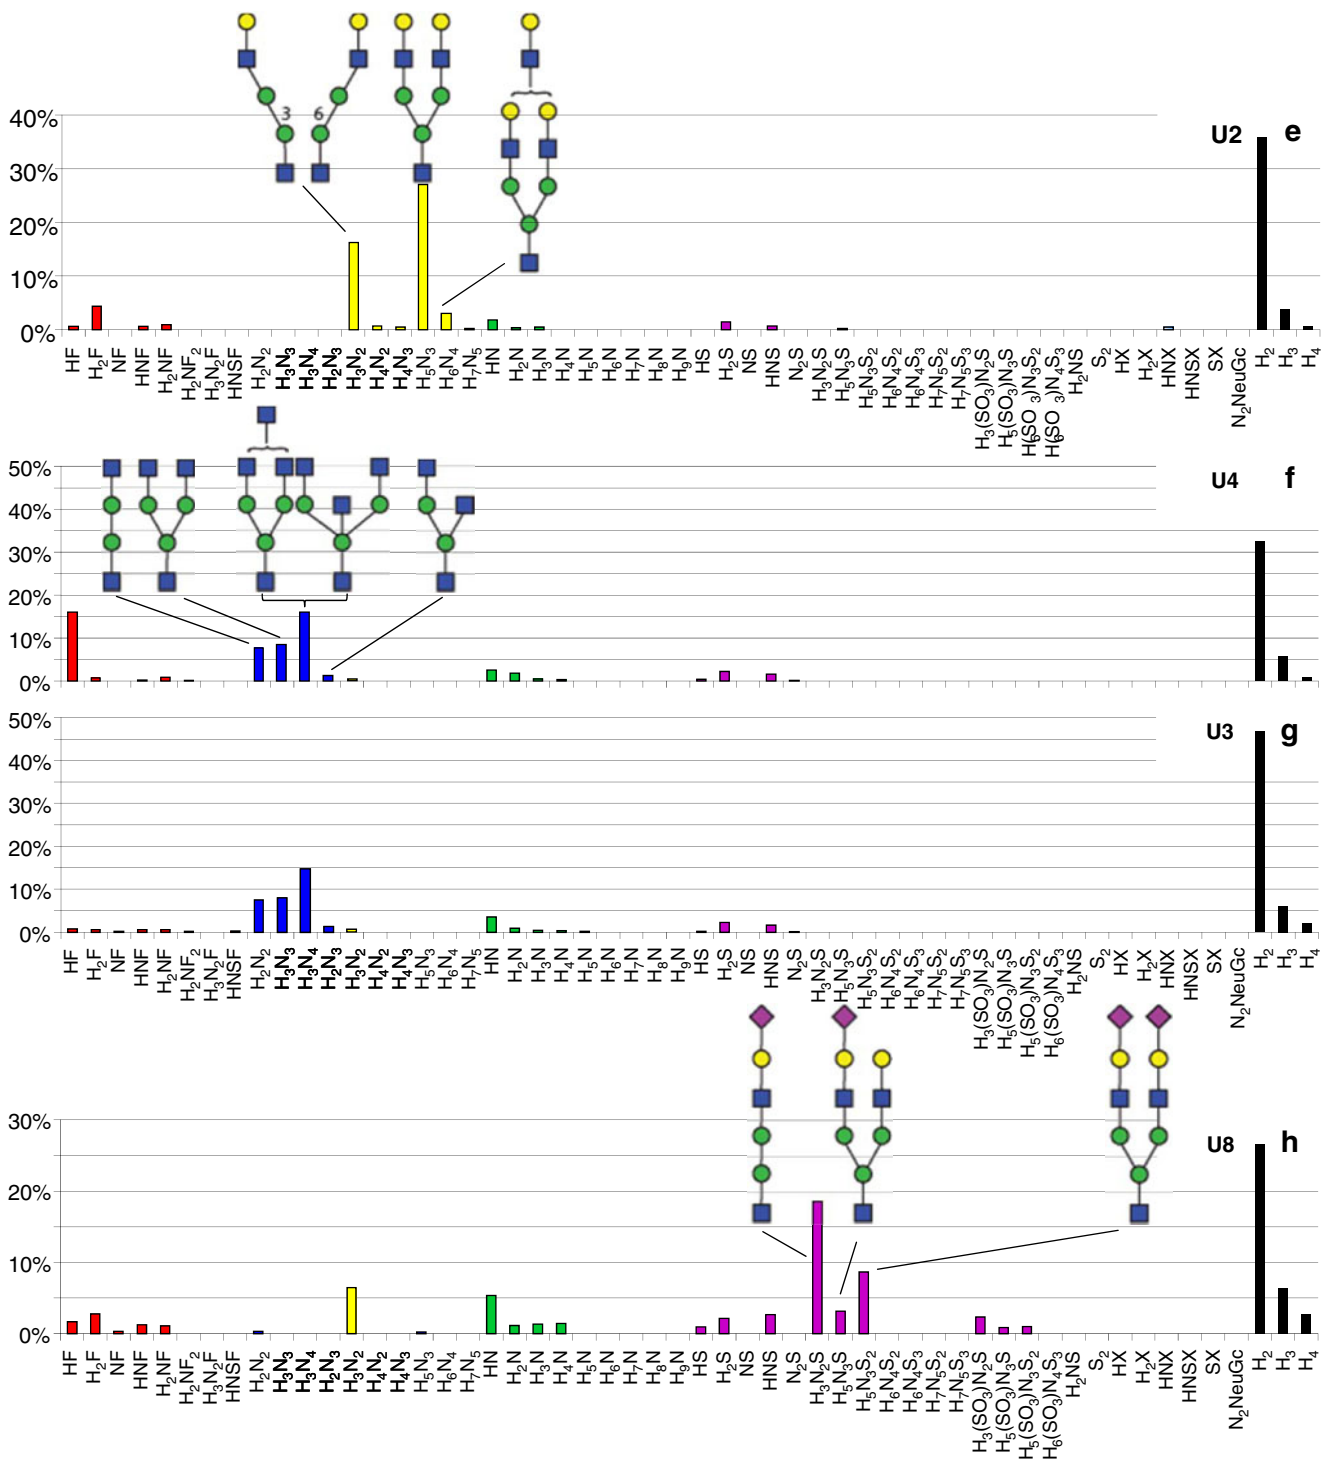 40%
30%
20%
10%
0%
3
6
U2 e
HF
H₂F
NF
HNF
H₂NF
H₂NF₂
H₃N₂F
HNSF
H₂N₂
H₃N₃
H₃N₄
H₂N₃
H₃N₂
H₄N₂
H₄N₃
H₅N₃
H₆N₄
H₇N₅
HN
H₂N
H₃N
H₄N
H₅N
H₆N
H₇N
H₈N
H₉N
HS
H₂S
NS
HNS
N₂S
H₃N₂S
H₅N₃S
H₅N₃S₂
H₆N₄S₂
H₆N₄S₃
H₇N₅S₂
H₇N₅S₃
H₃(SO₃)N₂S
H₅(SO₃)N₃S
H₂NS
S₂
HX
H₂X
HNX
HNSX
SX
N₂NeuGc
H₂
H₃
H₄
50%
40%
30%
20%
10%
0%
U4 f
50%
40%
30%
20%
10%
0%
U3 g
HF
H₂F
NF
HNF
H₂NF
H₂NF₂
H₃N₂F
HNSF
H₂N₂
H₃N₃
H₃N₄
H₂N₃
H₃N₂
H₄N₂
H₄N₃
H₅N₃
H₆N₄
H₇N₅
HN
H₂N
H₃N
H₄N
H₅N
H₆N
H₇N
H₈N
H₉N
HS
H₂S
NS
HNS
N₂S
H₃N₂S
H₅N₃S
H₅N₃S₂
H₆N₄S₂
H₆N₄S₃
H₇N₅S₂
H₇N₅S₃
H₃(SO₃)N₂S
H₅(SO₃)N₃S
H₅(SO₃)N₃S₂
H₆(SO₃)N₄S₃
H₂NS
S₂
HX
H₂X
HNX
HNSX
SX
N₂NeuGc
H₂
H₃
H₄
30%
20%
10%
0%
U8 h
HF
H₂F
NF
HNF
H₂NF
H₂NF₂
H₃N₂F
HNSF
H₂N₂
H₃N₃
H₃N₄
H₂N₃
H₃N₂
H₄N₂
H₄N₃
H₅N₃
H₆N₄
H₇N₅
HN
H₂N
H₃N
H₄N
H₅N
H₆N
H₇N
H₈N
H₉N
HS
H₂S
NS
HNS
N₂S
H₃N₂S
H₅N₃S
H₅N₃S₂
H₆N₄S₂
H₆N₄S₃
H₇N₅S₂
H₇N₅S₃
H₃(SO₃)N₂S
H₅(SO₃)N₃S
H₅(SO₃)N₃S₂
H₆(SO₃)N₄S₃
H₂NS
S₂
HX
H₂X
HNX
HNSX
SX
N₂NeuGc
H₂
H₃
H₄